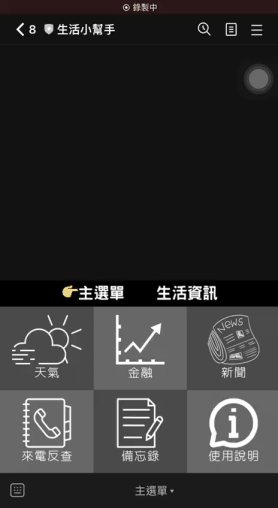 錄製中
8 生活小幫手
👉主選單 生活資訊
天氣 金融 NEWS 新聞
來電反查 備忘錄 使用說明
主選單